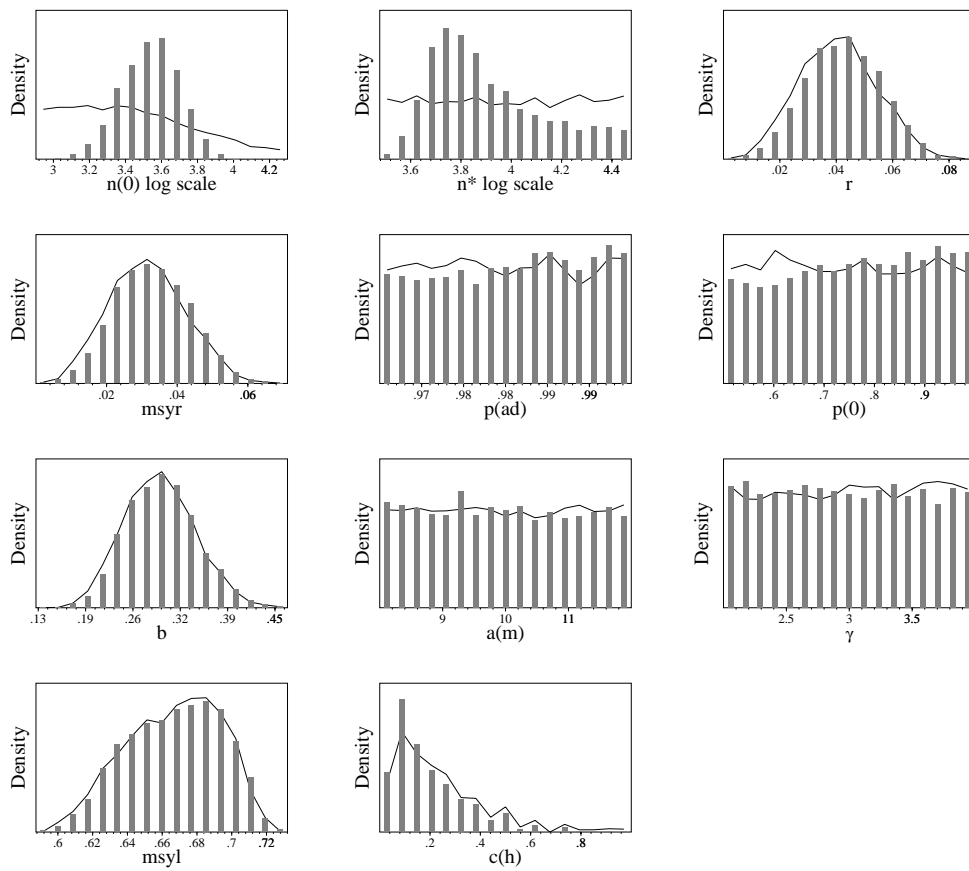 Density
3 3.2 3.4 3.6 3.8 4 4.2
n(0) log scale
Density
3.6 3.8 4 4.2 4.4
n* log scale
Density
.02 .04 .06 .08
r
Density
.02 .04 .06
msyr
Density
.97 .98 .98 .99 .99
p(ad)
Density
.6 .7 .8 .9
p(0)
Density
.13 .19 .26 .32 .39 .45
b
Density
9 10 11
a(m)
Density
2.5 3 3.5
γ
Density
.6 .62 .64 .66 .68 .7 .72
msyl
Density
.2 .4 .6 .8
c(h)